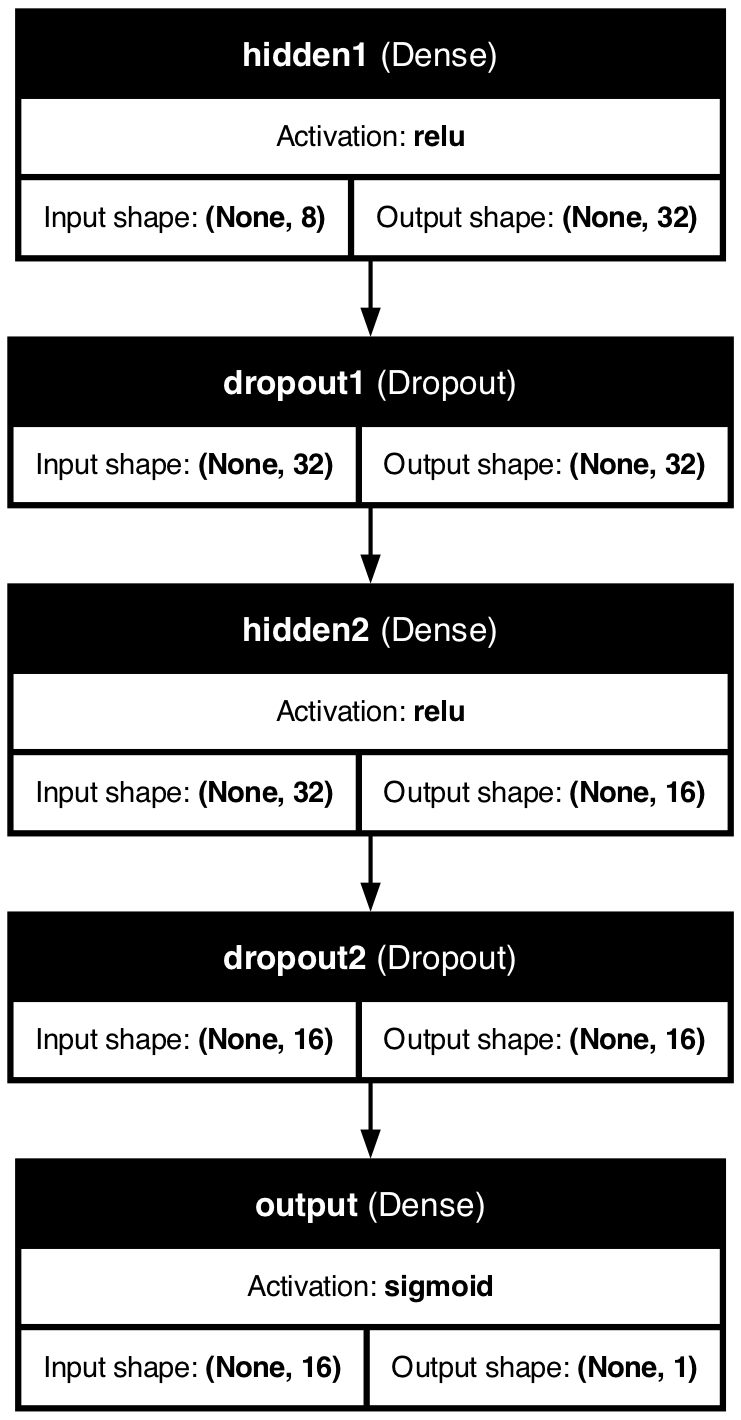 hidden1 (Dense)
Activation: relu
Input shape: (None, 8) Output shape: (None, 32)
dropout1 (Dropout)
Input shape: (None, 32) Output shape: (None, 32)
hidden2 (Dense)
Activation: relu
Input shape: (None, 32) Output shape: (None, 16)
dropout2 (Dropout)
Input shape: (None, 16) Output shape: (None, 16)
output (Dense)
Activation: sigmoid
Input shape: (None, 16) Output shape: (None, 1)